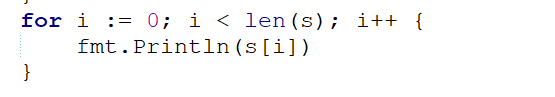 for i := 0; i < len(s); i++ {
    fmt.Println(s[i])
}